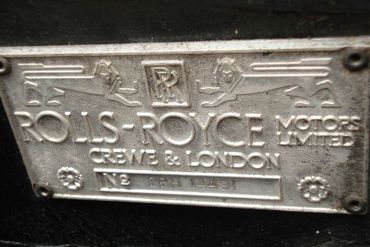 RR
ROLLS-ROYCE MOTORS LIMITED
CREWE & LONDON
Nº